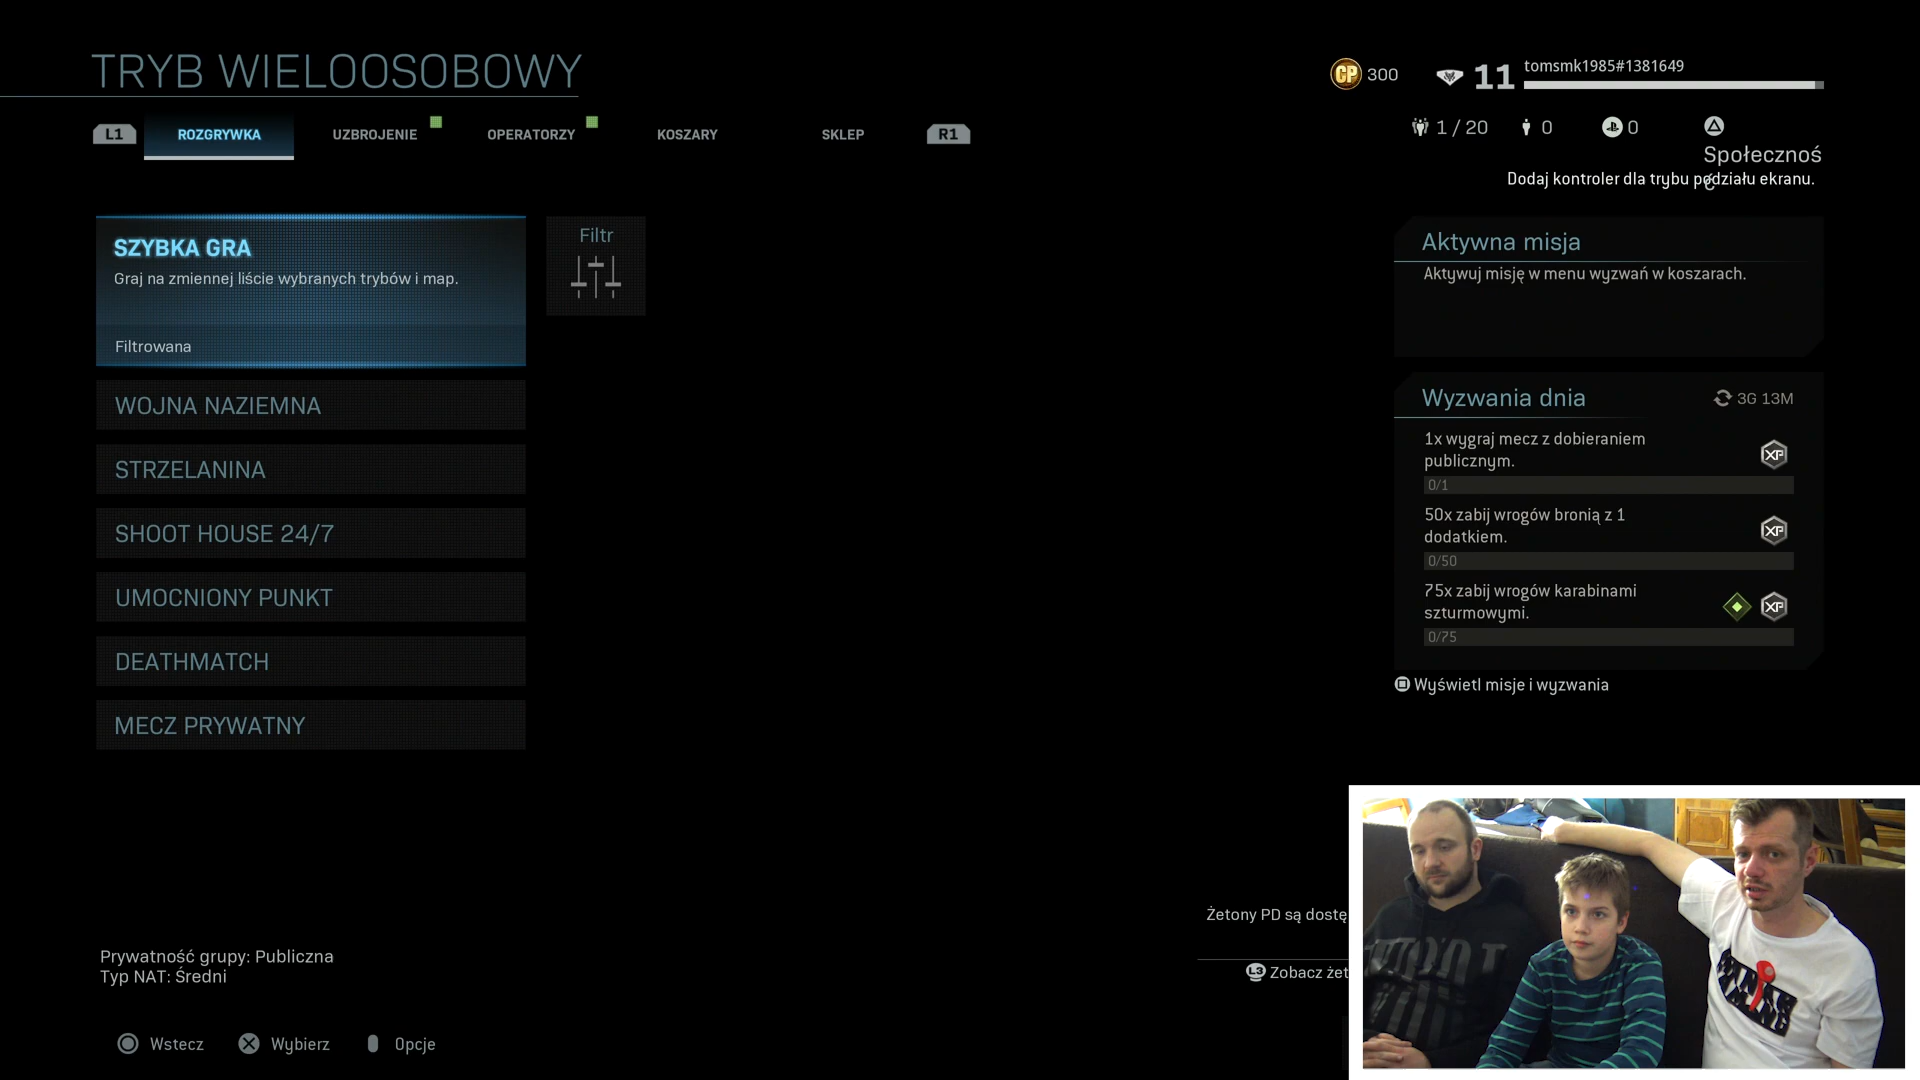 TRYB WIELOOSOBOWY
CP 300
11
tomsmk1985#1381649
L1
ROZGRYWKA
UZBROJENIE
OPERATORZY
KOSZARY
SKLEP
R1
1 / 20
0
0
Społecznoś
ć
Dodaj kontroler dla trybu podziału ekranu.
SZYBKA GRA
Graj na zmiennej liście wybranych trybów i map.
Filtrowana
Filtr
WOJNA NAZIEMNA
STRZELANINA
SHOOT HOUSE 24/7
UMOCNIONY PUNKT
DEATHMATCH
MECZ PRYWATNY
Aktywna misja
Aktywuj misję w menu wyzwań w koszarach.
Wyzwania dnia
3G 13M
1x wygraj mecz z dobieraniem
publicznym.
XP
0/1
50x zabij wrogów bronią z 1
dodatkiem.
XP
0/50
75x zabij wrogów karabinami
szturmowymi.
XP
0/75
Wyświetl misje i wyzwania
Żetony PD są dostę
L3 Zobacz żet
Prywatność grupy: Publiczna
Typ NAT: Średni
Wstecz
Wybierz
Opcje